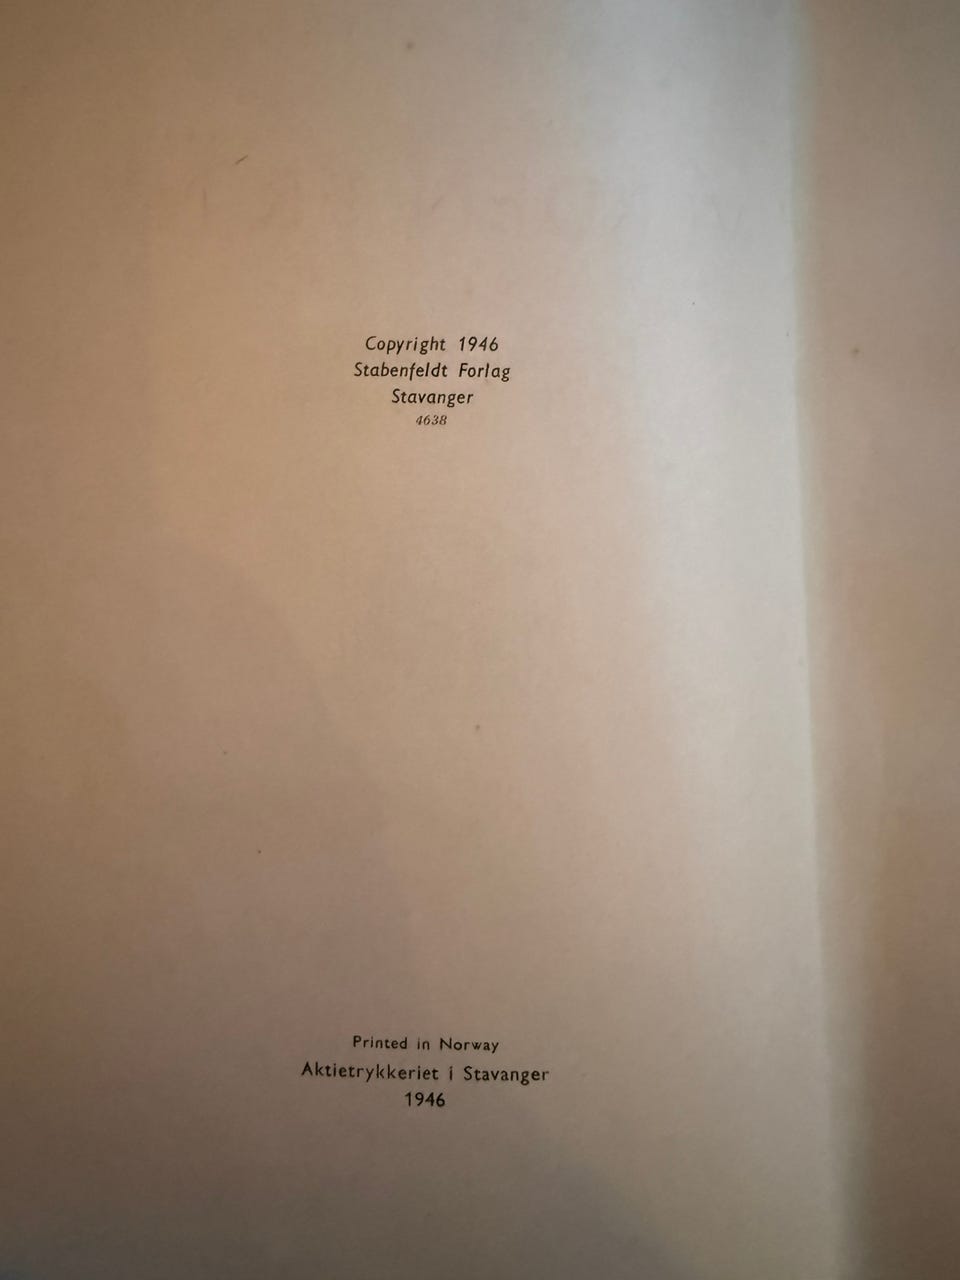 Copyright 1946
Stabenfeldt Forlag
Stavanger
4638
Printed in Norway
Aktietrykkeriet i Stavanger
1946